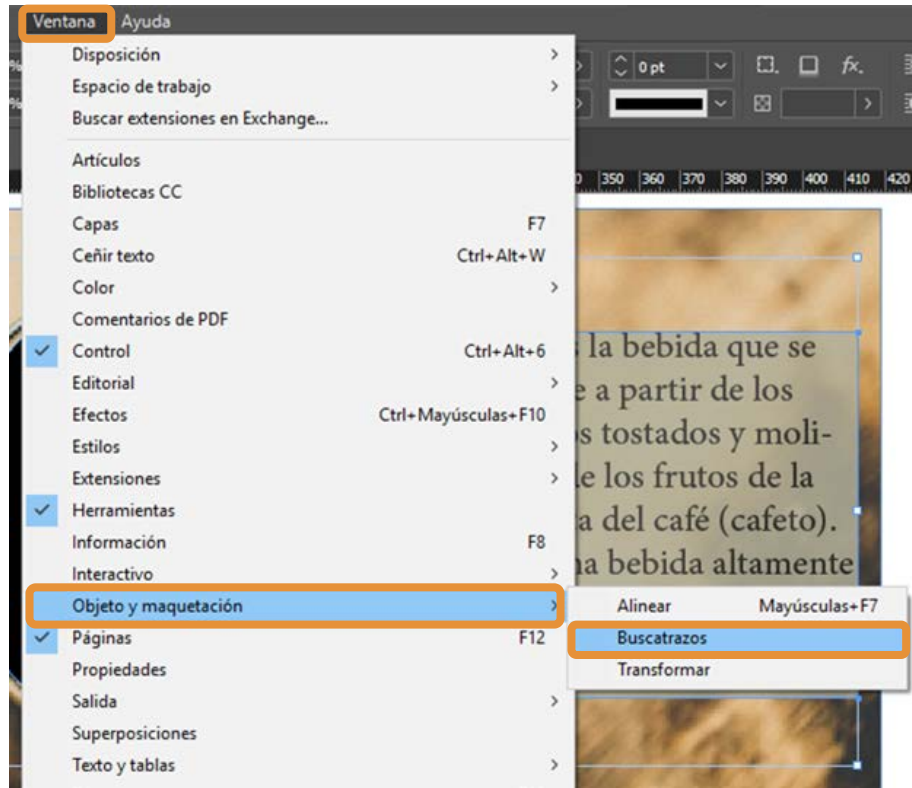 Ventana Ayuda
Disposición >
Espacio de trabajo >
Buscar extensiones en Exchange...
0 pt
fx.
Artículos
Bibliotecas CC
350 360 370 380 390 400 410 420
Capas F7
Ceñir texto Ctrl+Alt+W
Color >
Comentarios de PDF
Control Ctrl+Alt+6
la bebida que se
Editorial >
a partir de los
Efectos Ctrl+Mayúsculas+F10
tostados y moli-
Estilos >
Extensiones >
los frutos de la
Herramientas
del café (cafeto).
Información F8
bebida altamente
Interactivo >
Objeto y maquetación >
Alinear Mayúsculas+F7
Páginas F12
Buscatrazos
Propiedades
Transformar
Salida >
Superposiciones
Texto y tablas >